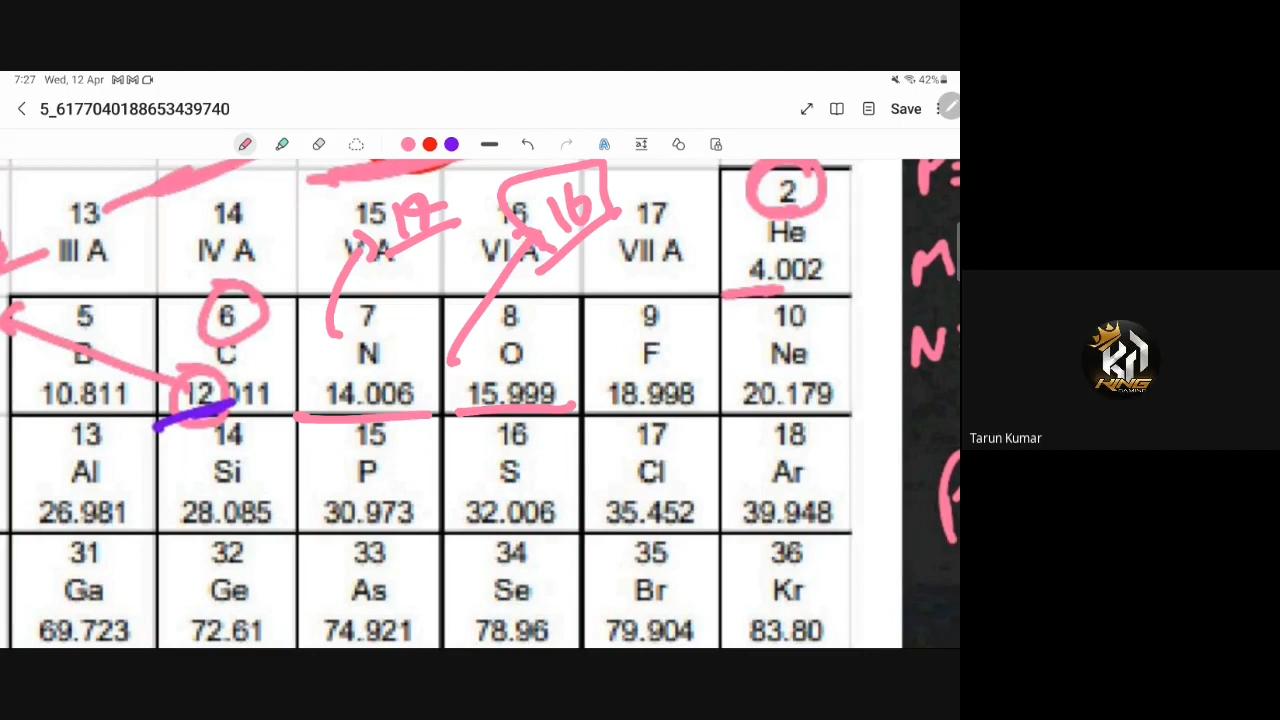 7:27 Wed, 12 Apr 42%
5_6177040188653439740 Save
13 14 15 14 16 16 17 2
III A IV A V A VI A VII A He
4.002
5 6 7 8 9 10
B C N O F Ne
10.811 12.011 14.006 15.999 18.998 20.179
13 14 15 16 17 18
Al Si P S Cl Ar
26.981 28.085 30.973 32.006 35.452 39.948
31 32 33 34 35 36
Ga Ge As Se Br Kr
69.723 72.61 74.921 78.96 79.904 83.80
M
N
KING
GAMING
Tarun Kumar